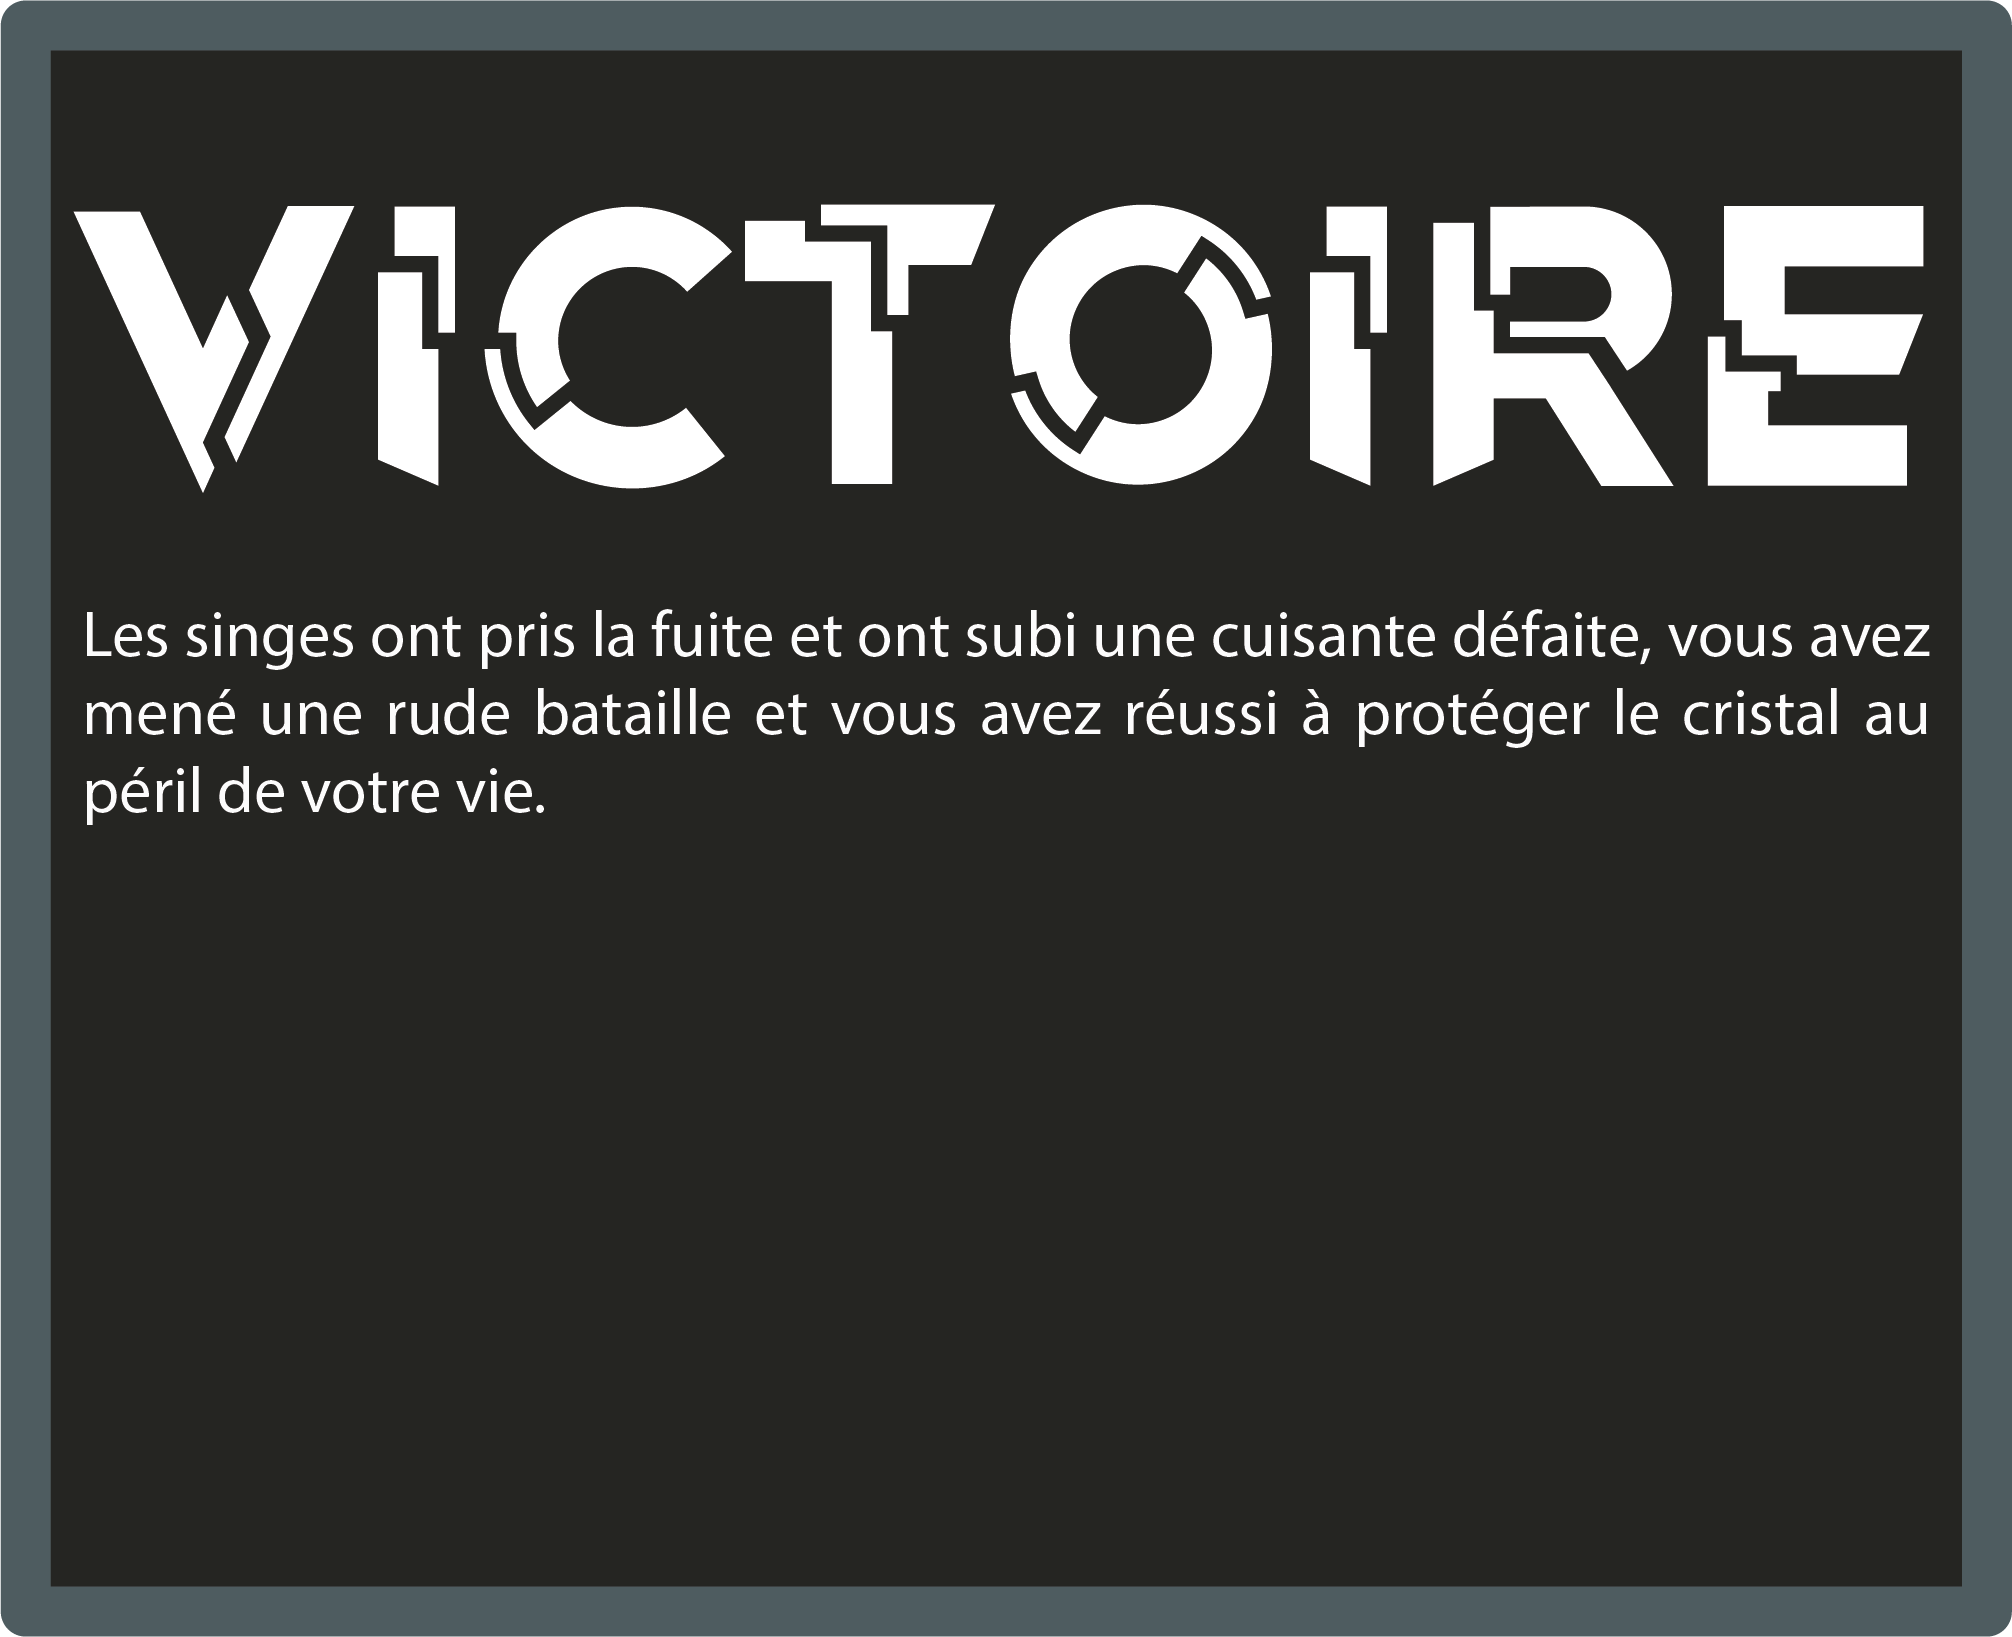 VICTOIRE
Les singes ont pris la fuite et ont subi une cuisante défaite, vous avez
mené une rude bataille et vous avez réussi à protéger le cristal au
péril de votre vie.